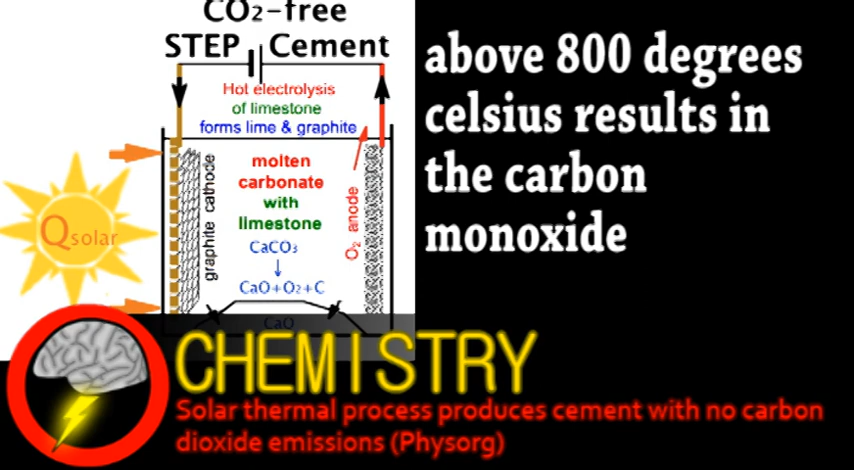 CO₂-free
STEP Cement
Hot electrolysis
of limestone
forms lime & graphite
molten
carbonate
with
limestone
CaCO₃
↓
CaO+O₂+C
CaO
graphite cathode
O₂ anode
Qsolar
above 800 degrees
celsius results in
the carbon
monoxide
CHEMISTRY
Solar thermal process produces cement with no carbon
dioxide emissions (Physorg)